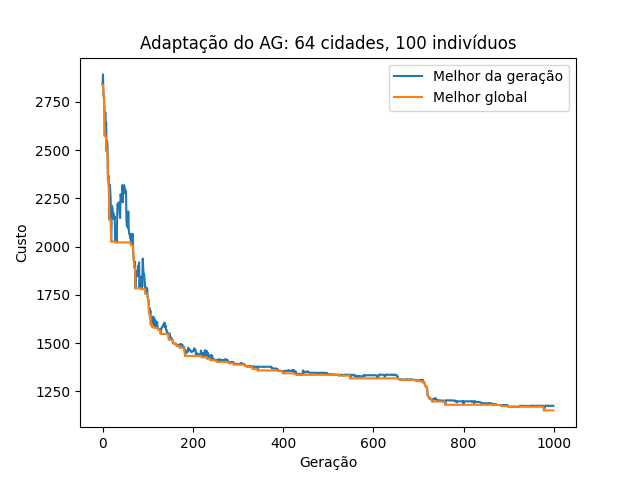 Adaptação do AG: 64 cidades, 100 indivíduos
Melhor da geração
Melhor global
Custo
2750
2500
2250
2000
1750
1500
1250
0 200 400 600 800 1000
Geração